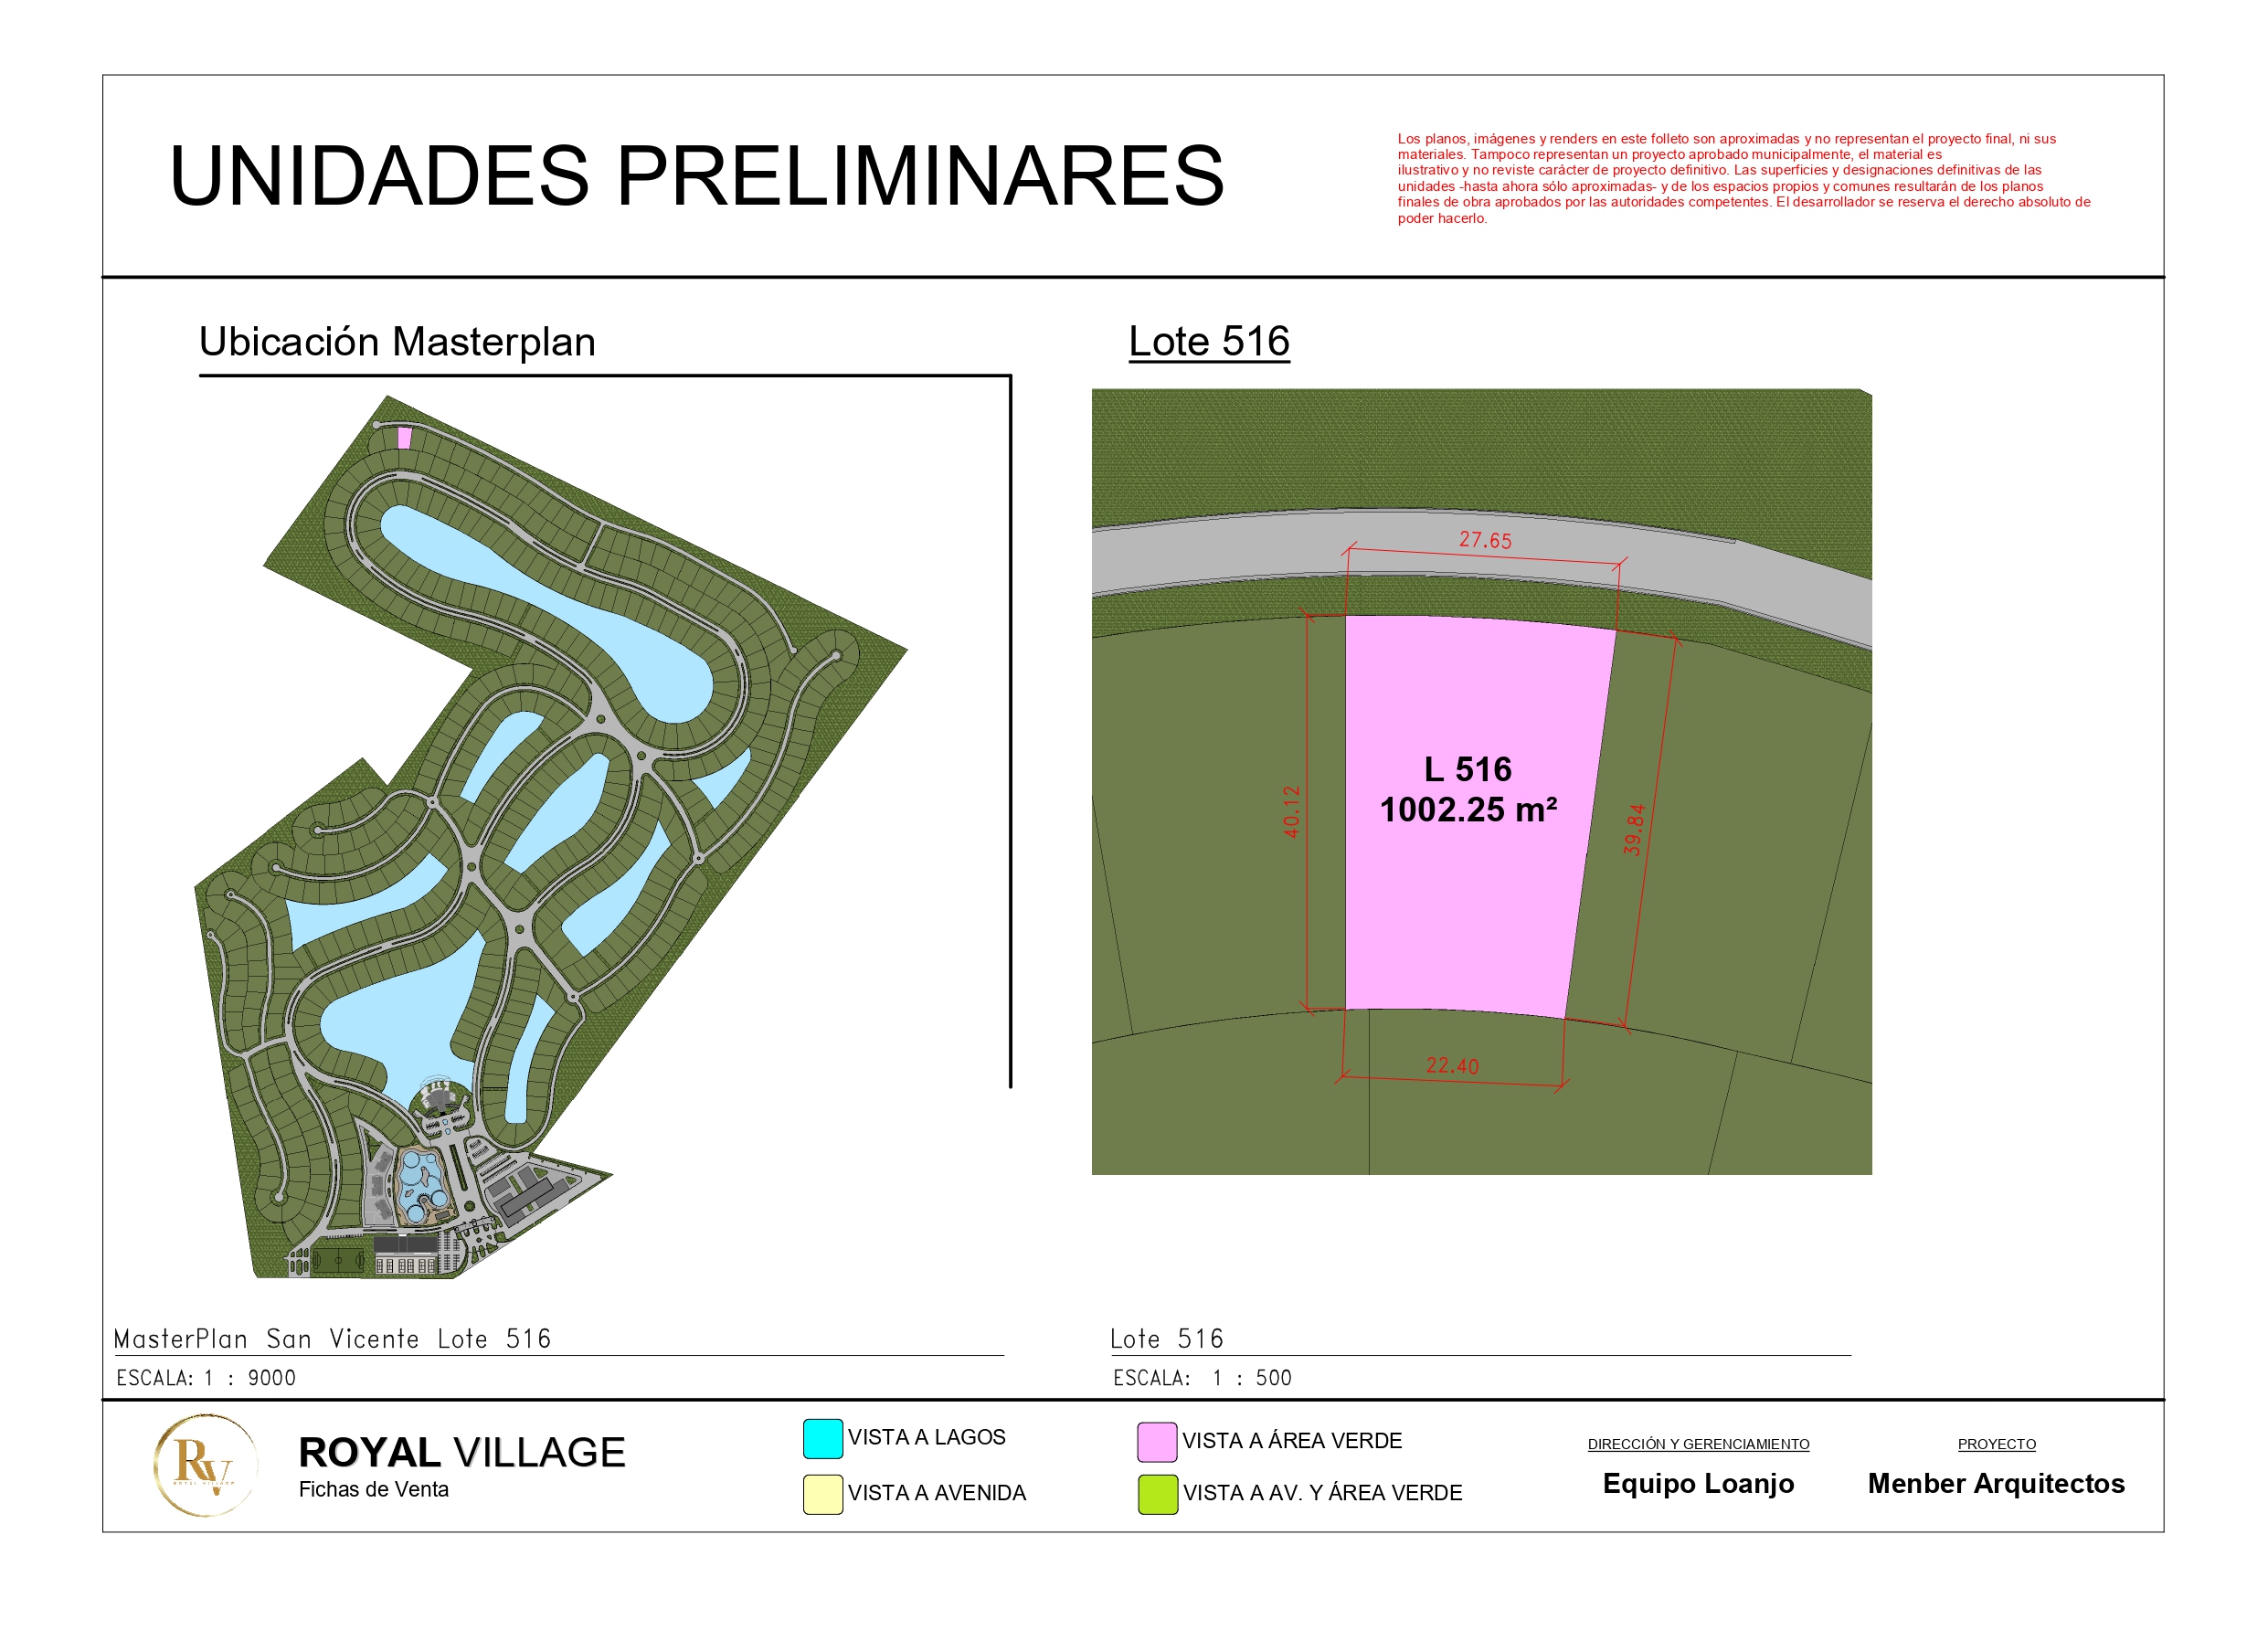 UNIDADES PRELIMINARES
Los planos, imágenes y renders en este folleto son aproximadas y no representan el proyecto final, ni sus
materiales. Tampoco representan un proyecto aprobado municipalmente, el material es
ilustrativo y no reviste carácter de proyecto definitivo. Las superficies y designaciones definitivas de las
unidades -hasta ahora sólo aproximadas- y de los espacios propios y comunes resultarán de los planos
finales de obra aprobados por las autoridades competentes. El desarrollador se reserva el derecho absoluto de
poder hacerlo.
Ubicación Masterplan
Lote 516
27.65
40.12
L 516
1002.25 m²
39.84
22.40
MasterPlan San Vicente Lote 516
ESCALA: 1 : 9000
Lote 516
ESCALA: 1 : 500
RV
ROYAL VILLAGE
ROYAL VILLAGE
Fichas de Venta
VISTA A LAGOS
VISTA A AVENIDA
VISTA A ÁREA VERDE
VISTA A AV. Y ÁREA VERDE
DIRECCIÓN Y GERENCIAMIENTO
Equipo Loanjo
PROYECTO
Menber Arquitectos